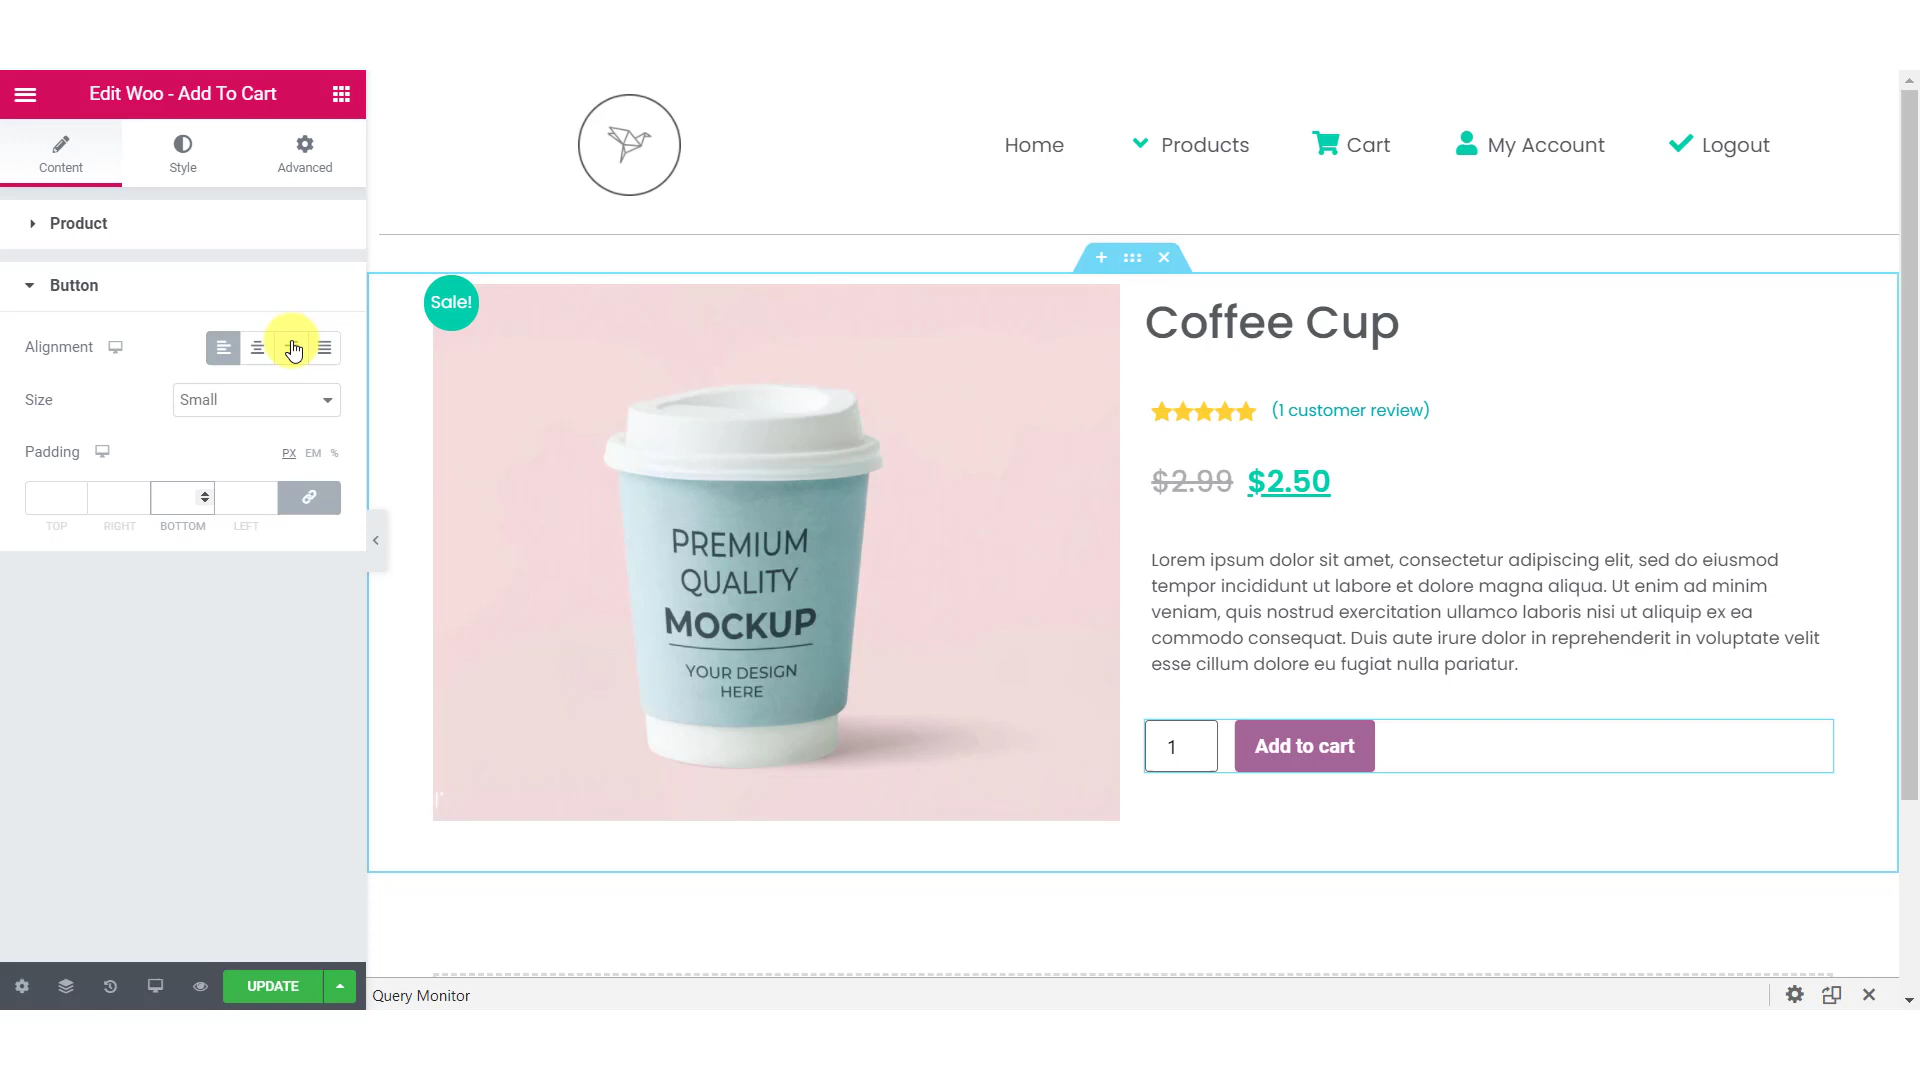 Edit Woo - Add To Cart
Content
Style
Advanced
Product
Button
Alignment
Size
Small
Padding
PX EM %
TOP RIGHT BOTTOM LEFT
UPDATE
Home
Products
Cart
My Account
Logout
Sale!
PREMIUM
QUALITY
MOCKUP
YOUR DESIGN
HERE
Coffee Cup
(1 customer review)
$2.99 $2.50
Lorem ipsum dolor sit amet, consectetur adipiscing elit, sed do eiusmod
tempor incididunt ut labore et dolore magna aliqua. Ut enim ad minim
veniam, quis nostrud exercitation ullamco laboris nisi ut aliquip ex ea
commodo consequat. Duis aute irure dolor in reprehenderit in voluptate velit
esse cillum dolore eu fugiat nulla pariatur.
1
Add to cart
Query Monitor